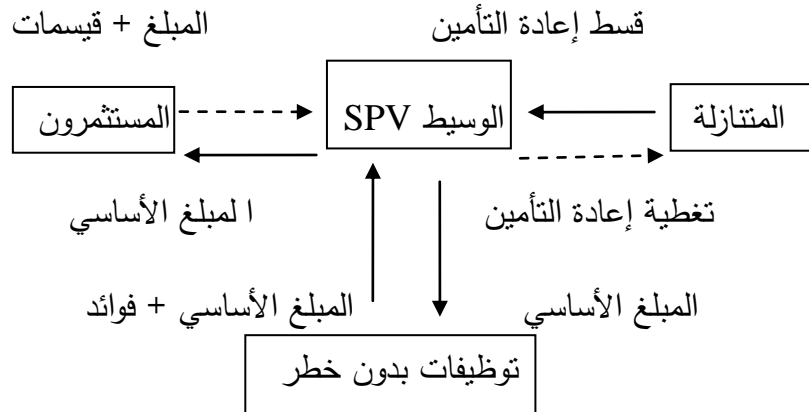 قسط إعادة التأمين
المبلغ + قيسمات
المتنازلة
الوسيط SPV
المستثمرون
تغطية إعادة التأمين
ا لمبلغ الأساسي
المبلغ الأساسي
المبلغ الأساسي + فوائد
توظيفات بدون خطر